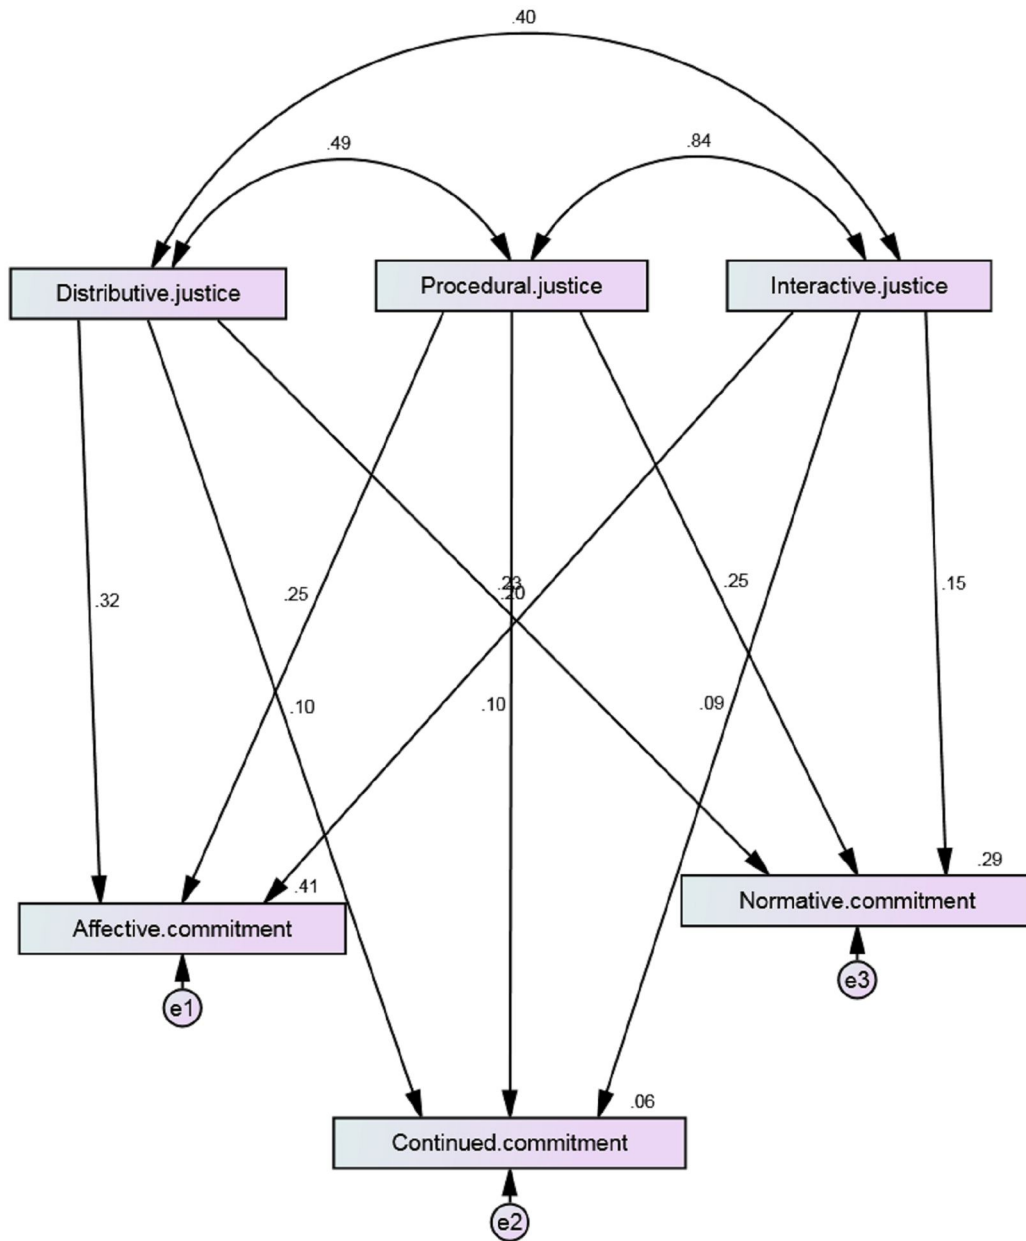 .40
.49
.84
Distributive.justice
Procedural.justice
Interactive.justice
.32
.25
.23
.20
.25
.15
.10
.10
.09
.41
.29
Affective.commitment
Normative.commitment
e1
e3
.06
Continued.commitment
e2